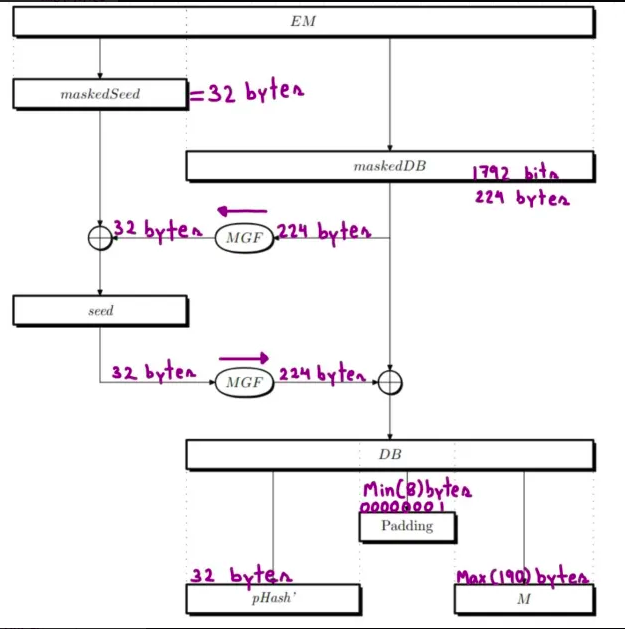 EM
maskedSeed
=32 bytes
maskedDB
1792 bits
224 bytes
32 bytes
MGF
224 bytes
seed
32 bytes
MGF
224 bytes
DB
Min(8)bytes
00000001
Padding
32 bytes
Max(190)bytes
pHash'
M